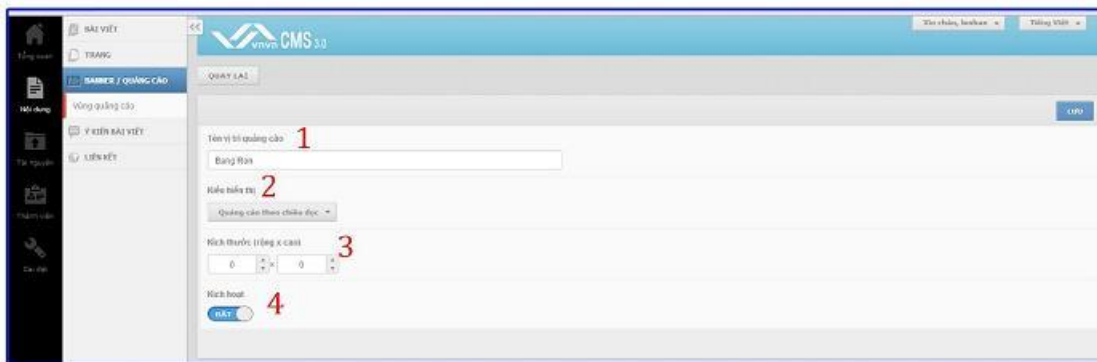 Xin chào, lenhan
Tiếng Việt
vnvn CMS 3.0
Tổng quan
Nội dung
Tài nguyên
Thành viên
Cài đặt
BÀI VIẾT
TRANG
BANNER / QUẢNG CÁO
Vùng quảng cáo
Ý KIẾN BÀI VIẾT
LIÊN KẾT
QUAY LẠI
LƯU
Tên vị trí quảng cáo 1
Bang Ron
Kiểu hiển thị 2
Quảng cáo theo chiều dọc
Kích thước (rộng x cao) 3
0 x 0
Kích hoạt 4
BẬT